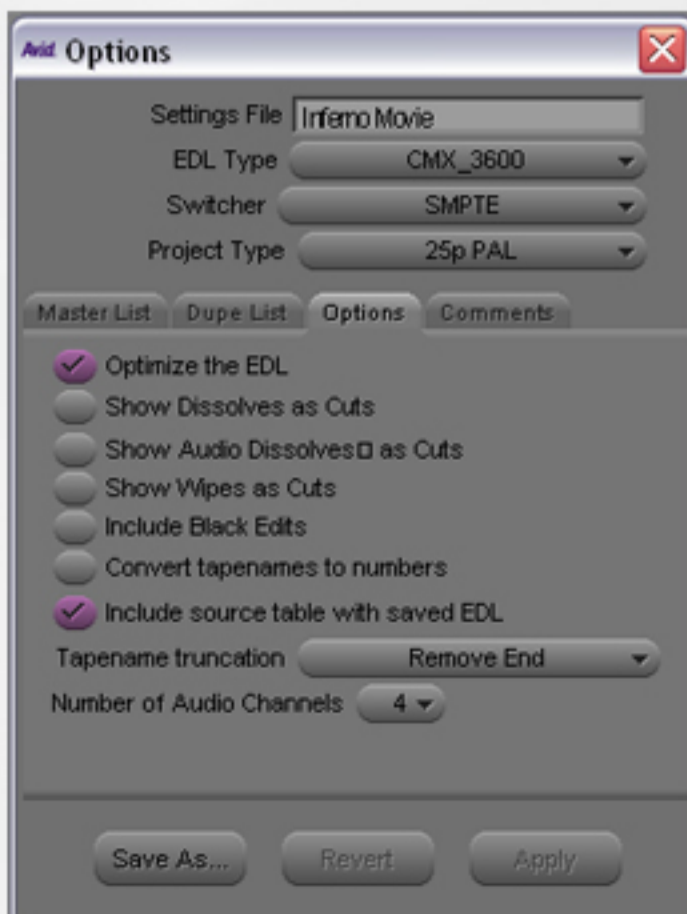 Avid Options
Settings File Inferno Movie
EDL Type CMX_3600
Switcher SMPTE
Project Type 25p PAL
Master List Dupe List Options Comments
Optimize the EDL
Show Dissolves as Cuts
Show Audio Dissolves□ as Cuts
Show Wipes as Cuts
Include Black Edits
Convert tapenames to numbers
Include source table with saved EDL
Tapename truncation Remove End
Number of Audio Channels 4
Save As... Revert Apply